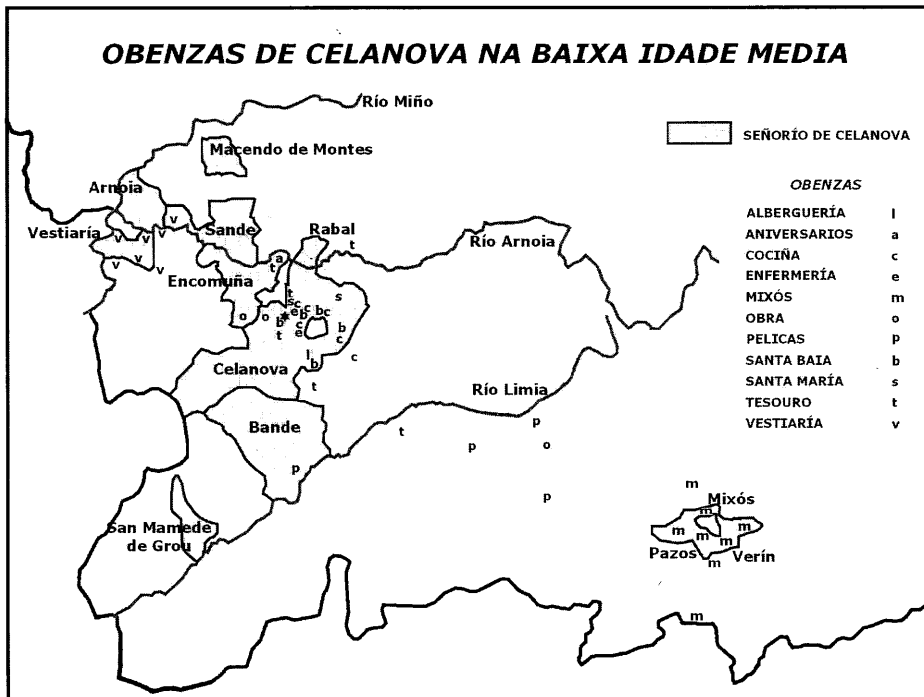 OBENZAS DE CELANOVA NA BAIXA IDADE MEDIA
Río Miño
Macendo de Montes
SEÑORÍO DE CELANOVA
Arnoia
OBENZAS
ALBERGUERÍA l
ANIVERSARIOS a
COCIÑA c
ENFERMERÍA e
MIXÓS m
OBRA o
PELICAS p
SANTA BAIA b
SANTA MARÍA s
TESOURO t
VESTIARÍA v
v
Vestiaría
v v v
v v v
Sande
Rabal
t
Río Arnoia
a
t
Encomuña
t
s c
s
e b c b c
o o b
c
e
t
b
c
c
l
b
Celanova
t
Río Limia
Bande
t
p
p
o
p
p
m
Mixós
m
m m m m
Pazos
Verín
m
San Mamede
de Grou
m